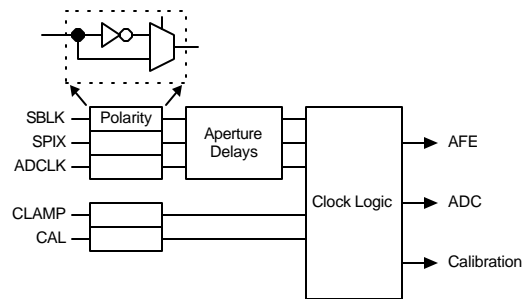 SBLK
Polarity
SPIX
ADCLK
Aperture
Delays
AFE
CLAMP
CAL
Clock Logic
ADC
Calibration